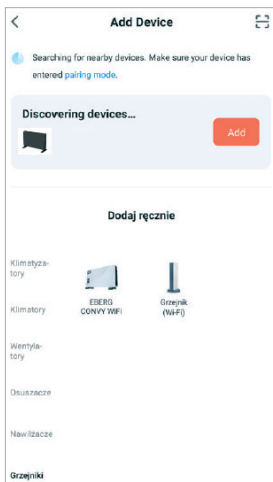 Add Device
Searching for nearby devices. Make sure your device has
entered pairing mode.
Discovering devices...
Add
Dodaj ręcznie
Klimatyza-
tory
Klimatory
Wentyla-
tory
Osuszacze
Nawilżacze
Grzejniki
EBERG
CONVY WiFi
Grzejnik
(Wi-Fi)